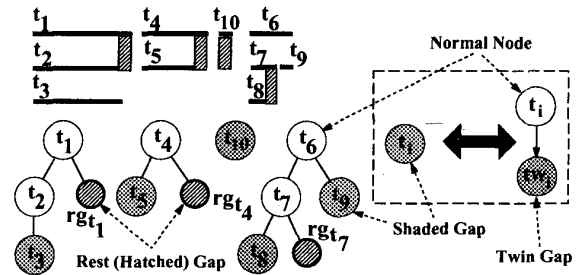 t1 t4 t10 t6
t2 t5 t7 t9
t3 t8
Normal Node
t1 t4 t10 t6 ti ti
t2 rgt1 t5 rgt4 t7 t9 twi
t3 t8 rgt7
Shaded Gap
Rest (Hatched) Gap
Twin Gap